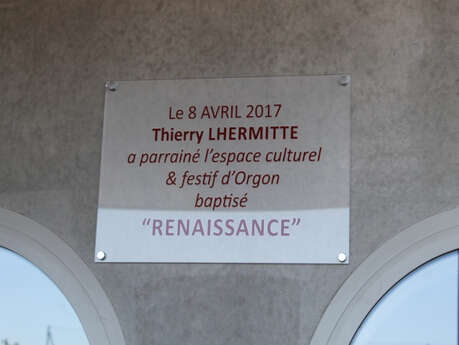 Le 8 AVRIL 2017
Thierry LHERMITTE
a parrainé l'espace culturel
& festif d'Orgon
baptisé
“RENAISSANCE”